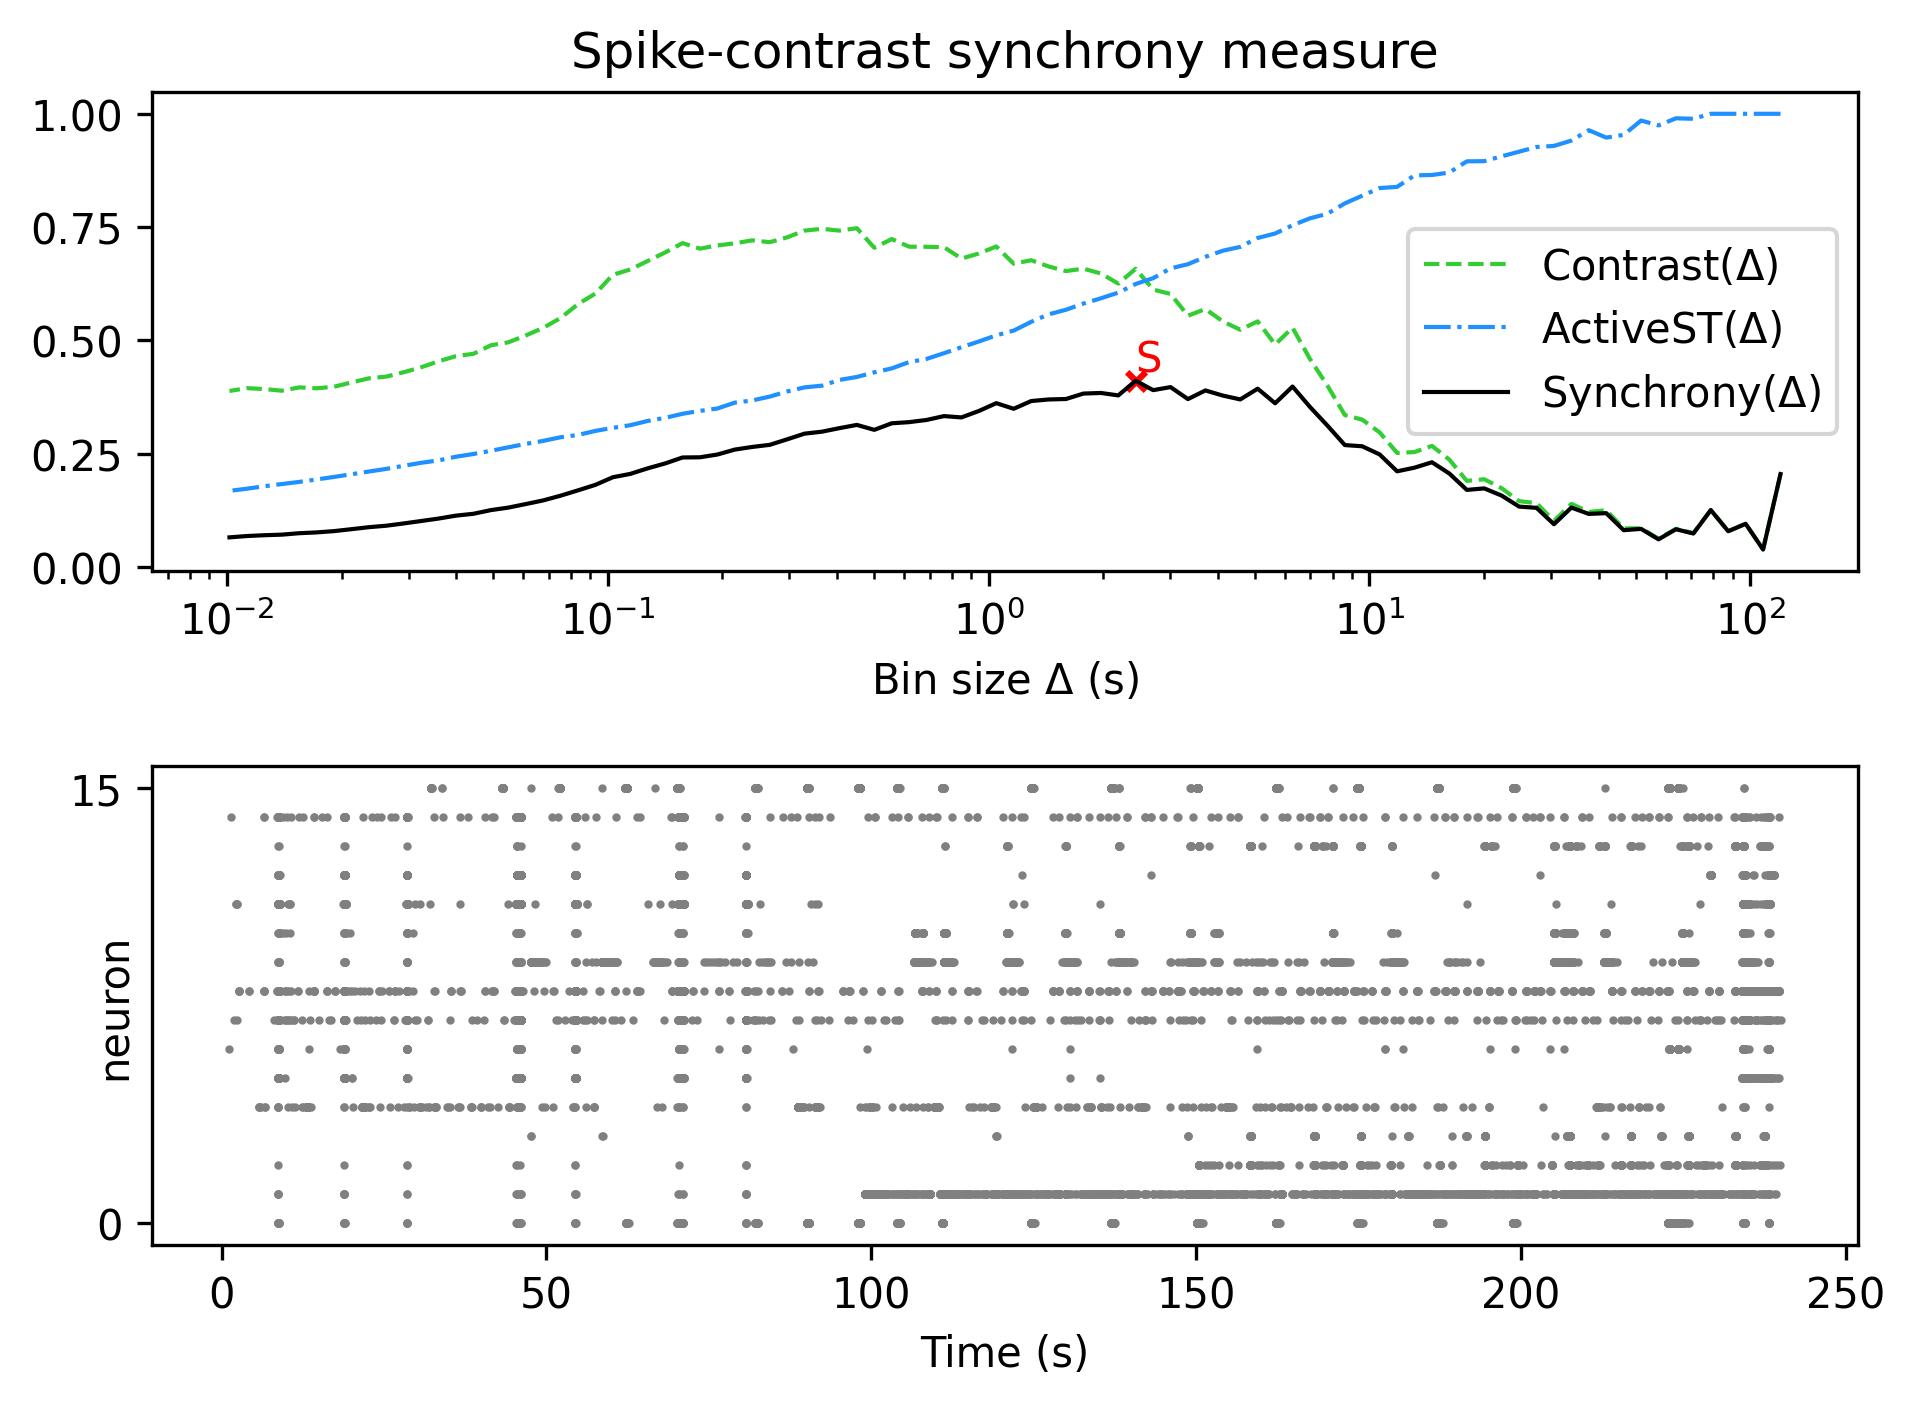 Spike-contrast synchrony measure
1.00
0.75
0.50
0.25
0.00
S
Contrast(Δ)
ActiveST(Δ)
Synchrony(Δ)
10⁻² 10⁻¹ 10⁰ 10¹ 10²
Bin size Δ (s)
15
neuron
0
0 50 100 150 200 250
Time (s)